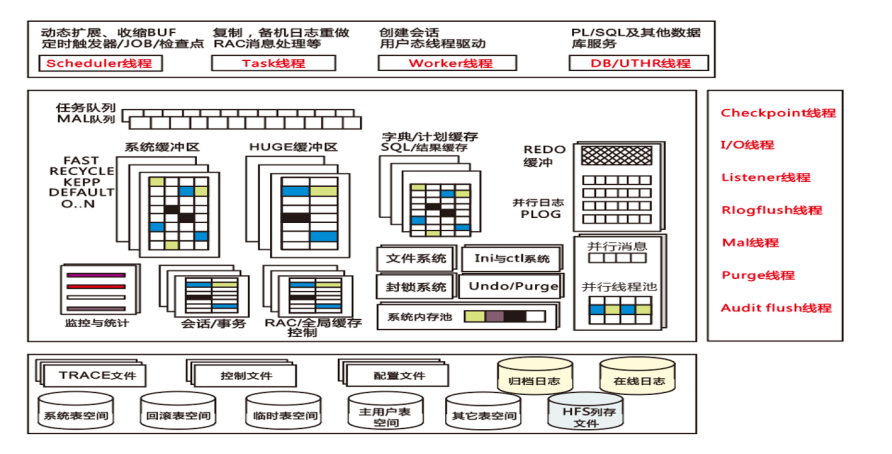 动态扩展、收缩BUF
定时触发器/JOB/检查点
Scheduler线程
复制，备机日志重做
RAC消息处理等
Task线程
创建会话
用户态线程驱动
Worker线程
PL/SQL及其他数据
库服务
DB/UTHR线程
任务队列
MAL队列
系统缓冲区
FAST
RECYCLE
KEPP
DEFAULT
O..N
HUGE缓冲区
字典/计划缓存
SQL/结果缓存
REDO
缓冲
并行日志
PLOG
文件系统
Ini与ctl系统
封锁系统
Undo/Purge
系统内存池
并行消息
并行线程池
监控与统计
会话/事务
RAC/全局缓存
控制
Checkpoint线程
I/O线程
Listener线程
Rlogflush线程
Mal线程
Purge线程
Audit flush线程
TRACE文件
控制文件
配置文件
归档日志
在线日志
系统表空间
回滚表空间
临时表空间
主用户表
空间
其它表空间
HFS列存
文件